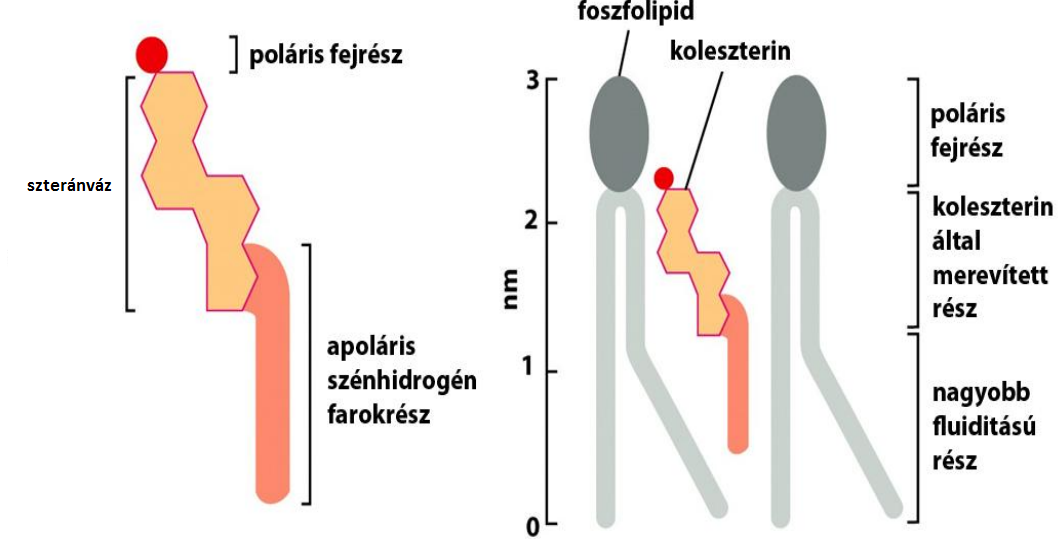 poláris fejrész
szteránváz
apoláris
szénhidrogén
farokrész
foszfolipid
koleszterin
3
2
1
0
nm
poláris
fejrész
koleszterin
által
merevített
rész
nagyobb
fluiditású
rész